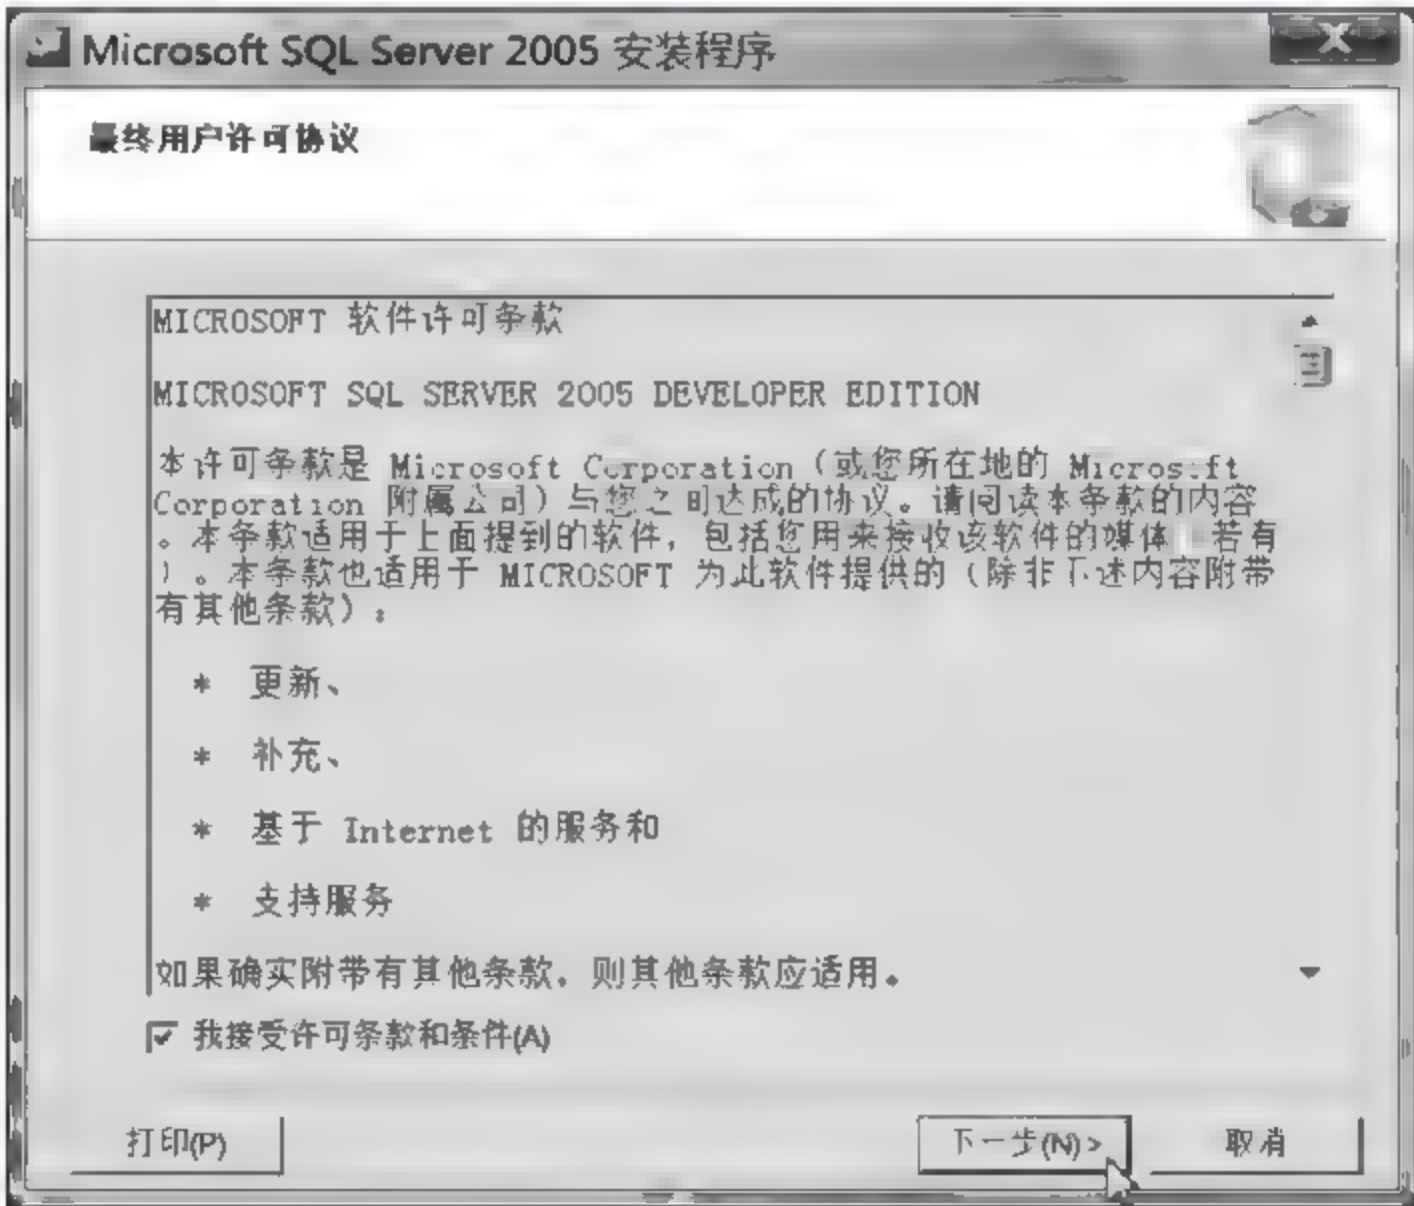 Microsoft SQL Server 2005 安装程序
最终用户许可协议
MICROSOFT 软件许可条款
MICROSOFT SQL SERVER 2005 DEVELOPER EDITION
本许可条款是 Microsoft Corporation（或您所在地的 Microsoft
Corporation 附属公司）与您之间达成的协议。请阅读本条款的内容
。本条款适用于上面提到的软件，包括您用来接收该软件的媒体（若有
）。本条款也适用于 MICROSOFT 为此软件提供的（除非下述内容附带
有其他条款）：
* 更新、
* 补充、
* 基于 Internet 的服务和
* 支持服务
如果确实附带有其他条款，则其他条款应适用。
我接受许可条款和条件(A)
打印(P) 下一步(N) > 取消